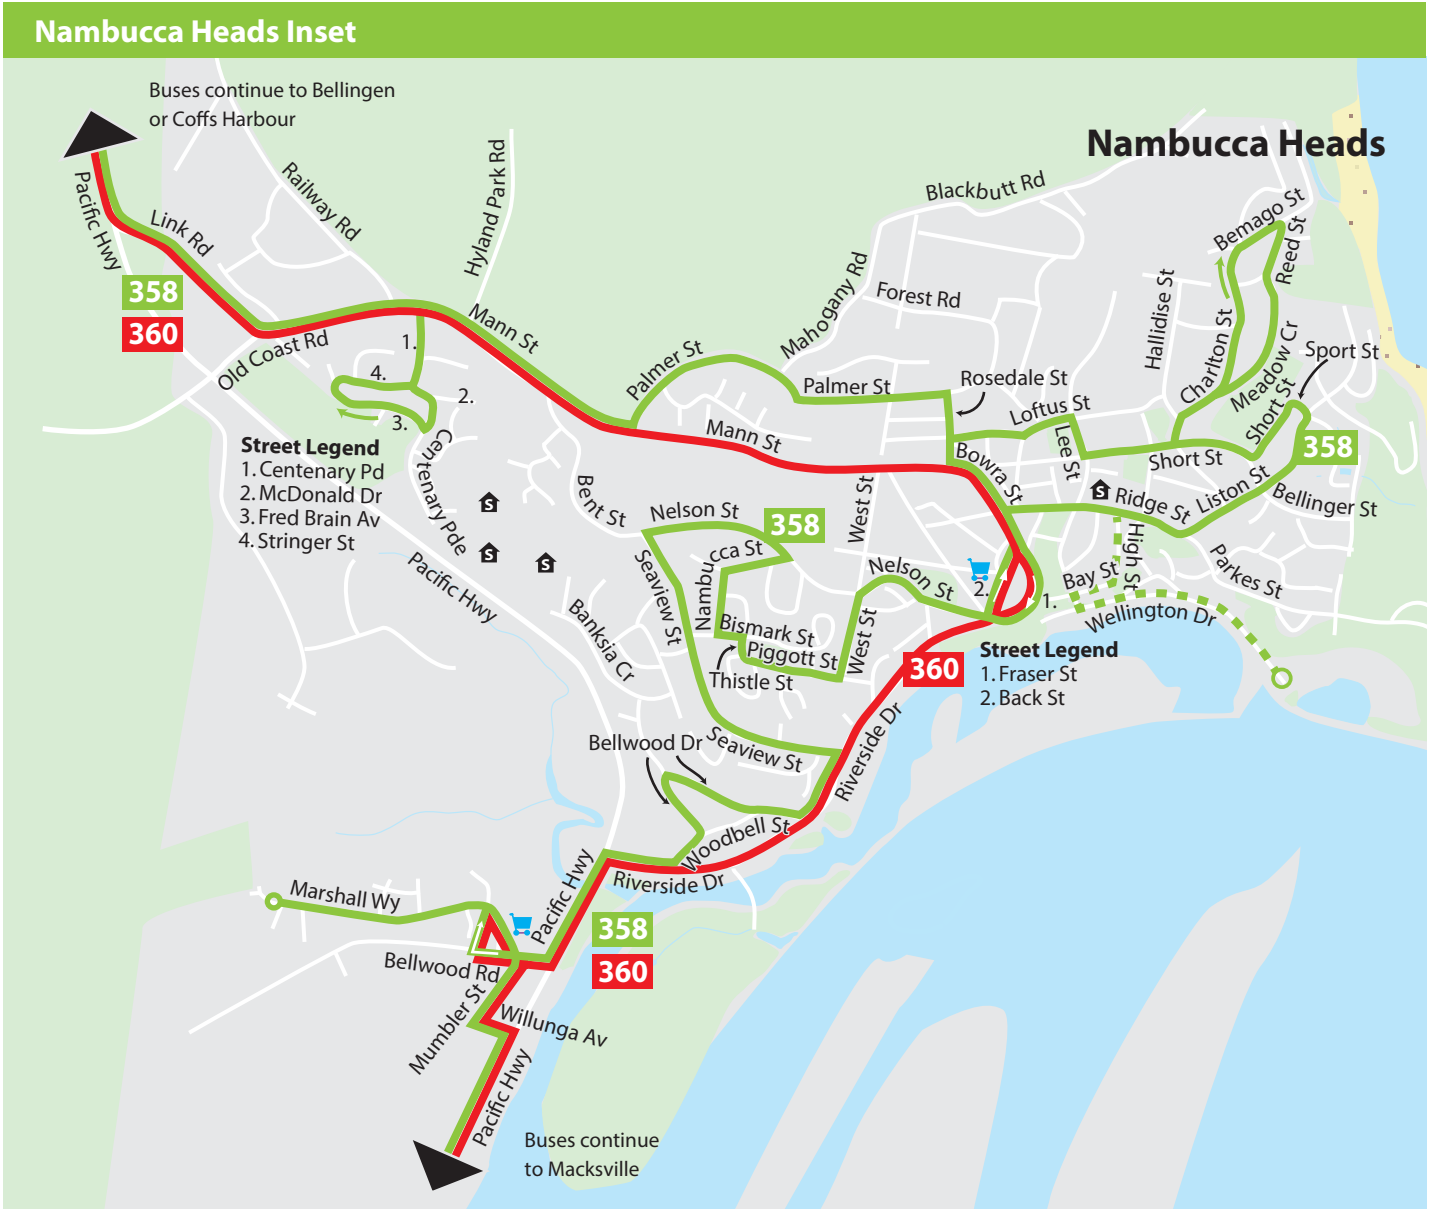 Nambucca Heads Inset
Buses continue to Bellingen
or Coffs Harbour
Nambucca Heads
Pacific Hwy
Link Rd
Railway Rd
Hyland Park Rd
Blackbutt Rd
Bemago St
Reed St
358
360
Old Coast Rd
Mann St
Mahogany Rd
Forest Rd
Hallidise St
Charlton St
Meadow Cr
Sport St
Short St
1.
4.
2.
3.
Palmer St
Palmer St
Rosedale St
Loftus St
Lee St
Short St
358
Street Legend
1. Centenary Pd
2. McDonald Dr
3. Fred Brain Av
4. Stringer St
Centenary Pde
S
S
S
S
Mann St
Bowra St
Bent St
Nelson St
358
West St
Ridge St
Liston St
Bellinger St
High St
Parkes St
Pacific Hwy
Seaview St
Nambucca St
Nelson St
2.
1.
Bay St
Wellington Dr
Banksia Cr
Bismark St
Piggott St
Thistle St
West St
360
Street Legend
1. Fraser St
2. Back St
Bellwood Dr
Seaview St
Riverside Dr
Woodbell St
Riverside Dr
Pacific Hwy
Marshall Wy
358
360
Bellwood Rd
Mumbler St
Willunga Av
Pacific Hwy
Buses continue
to Macksville